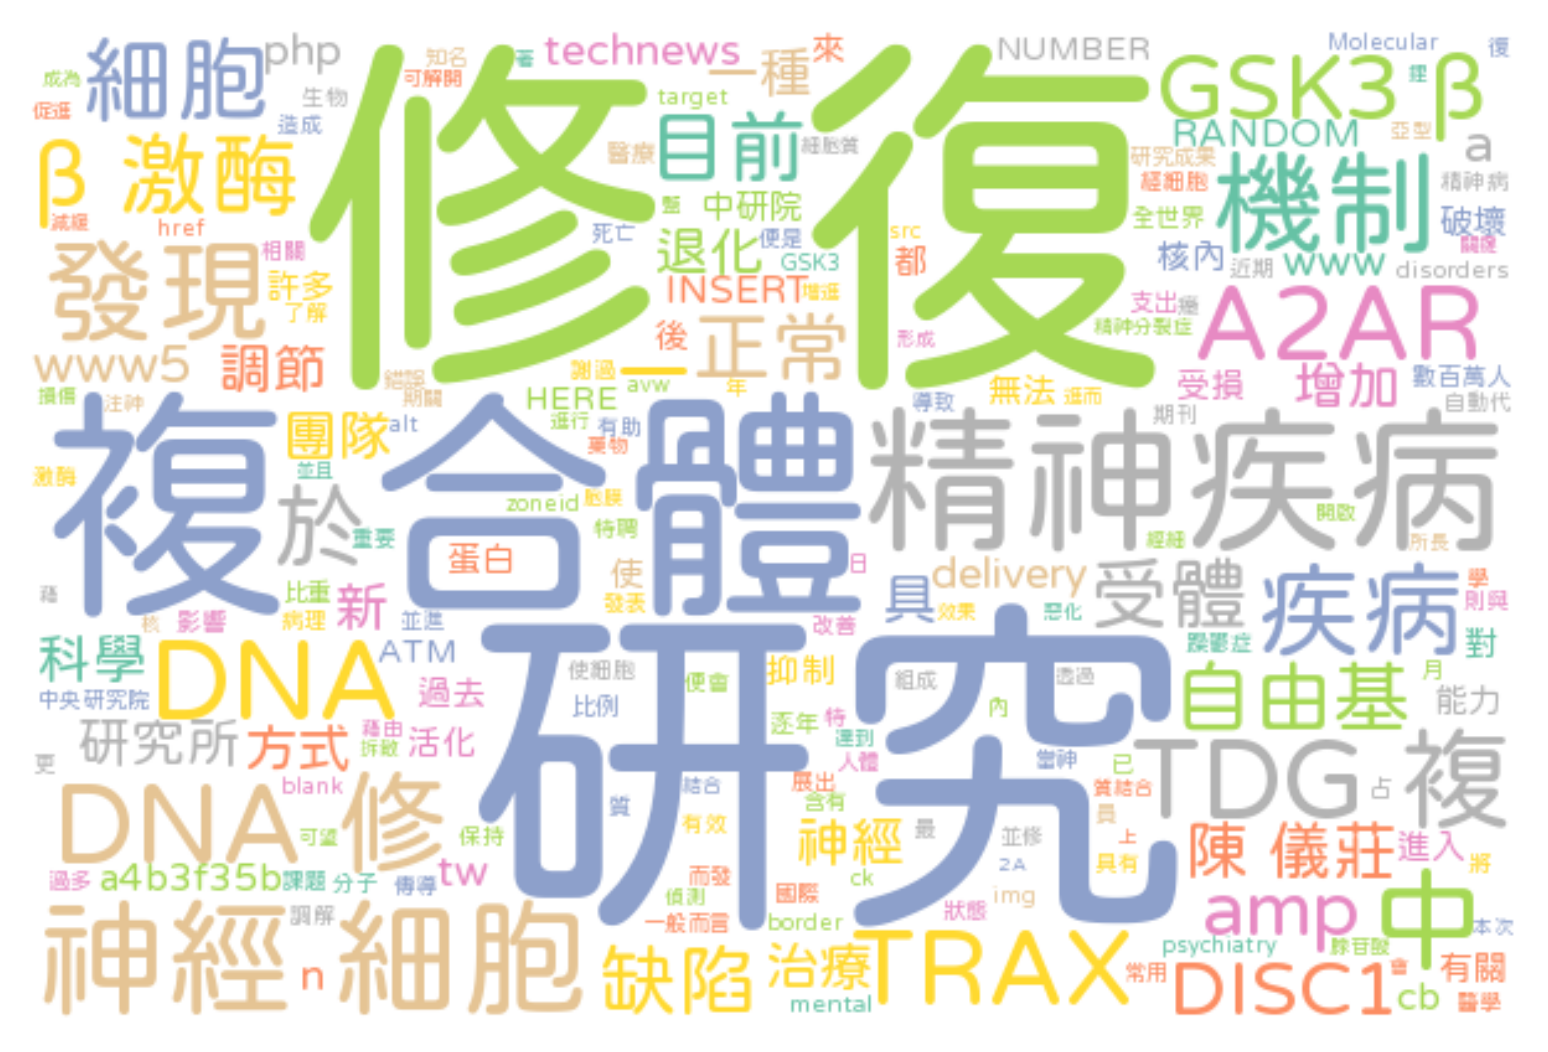 細胞
php
知名
可解開
著
technews
一種
來
NUMBER
Molecular
復
成為
促進
生物
造成
修復
target
目前
醫療
細胞質
GSK3
β
RANDOM
亞型
a
β
激酶
減緩
href
研究成果
經細胞
機制
精神病
發現
相關
許多
了解
死亡
中研院
退化
便是
GSK3
src
都
全世界
核內
近期
www
破壞
disorders
INSERT
增進
支出
精神分裂症
A2AR
www5
調節
後
正常
形成
錯誤
期間
謝過
一
avw
年
HERE
導致
無法
進而
受損
增加
數百萬人
自動代
損傷
注神
團隊
alt
進行
有助
藥物
期刊
複合體
精神疾病
激酶
並且
於
重要
zoneid
胞膜
特聘
開啟
經細
所長
蛋白
使
發表
日
delivery
具
效果
惡化
受體
疾病
學
則與
藉
核
影響
比重
病理
新
並進
改善
科學
DNA
ATM
中央研究院
過去
使細胞
比例
便會
抑制
研究
組成
透過
躁鬱症
對
自由基
月
能力
研究所
方式
藉由
拆散
活化
逐年
特
達到
人體
內
當神
已
更
blank
結合
展出
含有
質結合
TDG
占
複
DNA
修
可望
保持
質
有效
神經
最
並修
員
上
陳 儀莊
進入
將
過多
a4b3f35b
課題
分子
傳導
tw
而發
偵測
國際
ck
2A
img
具有
神經細胞
調解
n
一般而言
border
狀態
amp
中
本次
缺陷
治療
mental
TRAX
常用
psychiatry
腺苷酸
DISC1
會
cb
有關
醫學